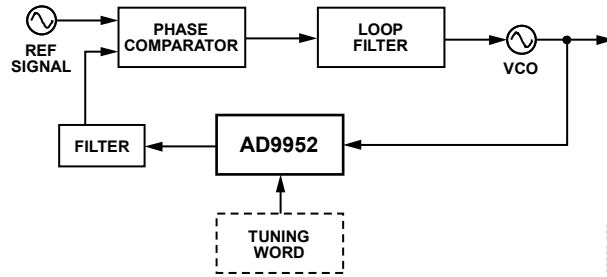 REF
SIGNAL
PHASE
COMPARATOR
LOOP
FILTER
VCO
FILTER
AD9952
TUNING
WORD